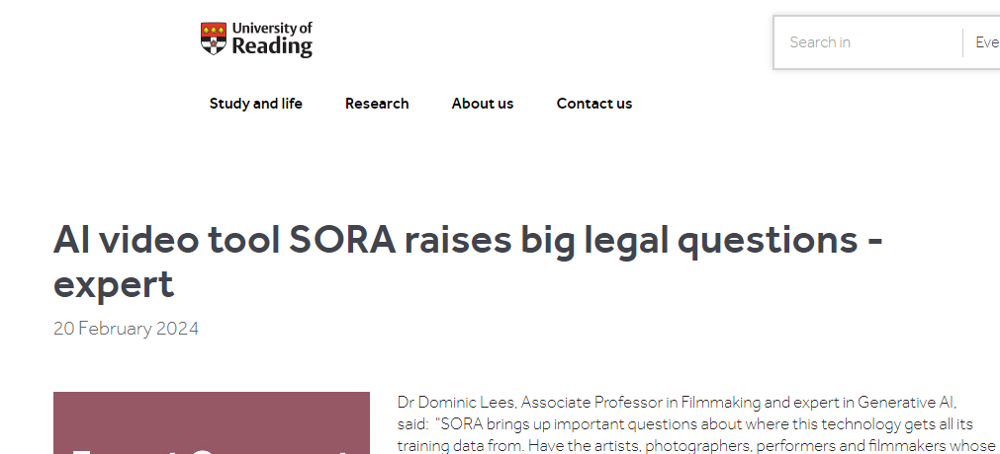 University of
Reading
Search in
Eve
Study and life
Research
About us
Contact us
AI video tool SORA raises big legal questions -
expert
20 February 2024
Dr Dominic Lees, Associate Professor in Filmmaking and expert in Generative AI,
said:  "SORA brings up important questions about where this technology gets all its
training data from. Have the artists, photographers, performers and filmmakers whose